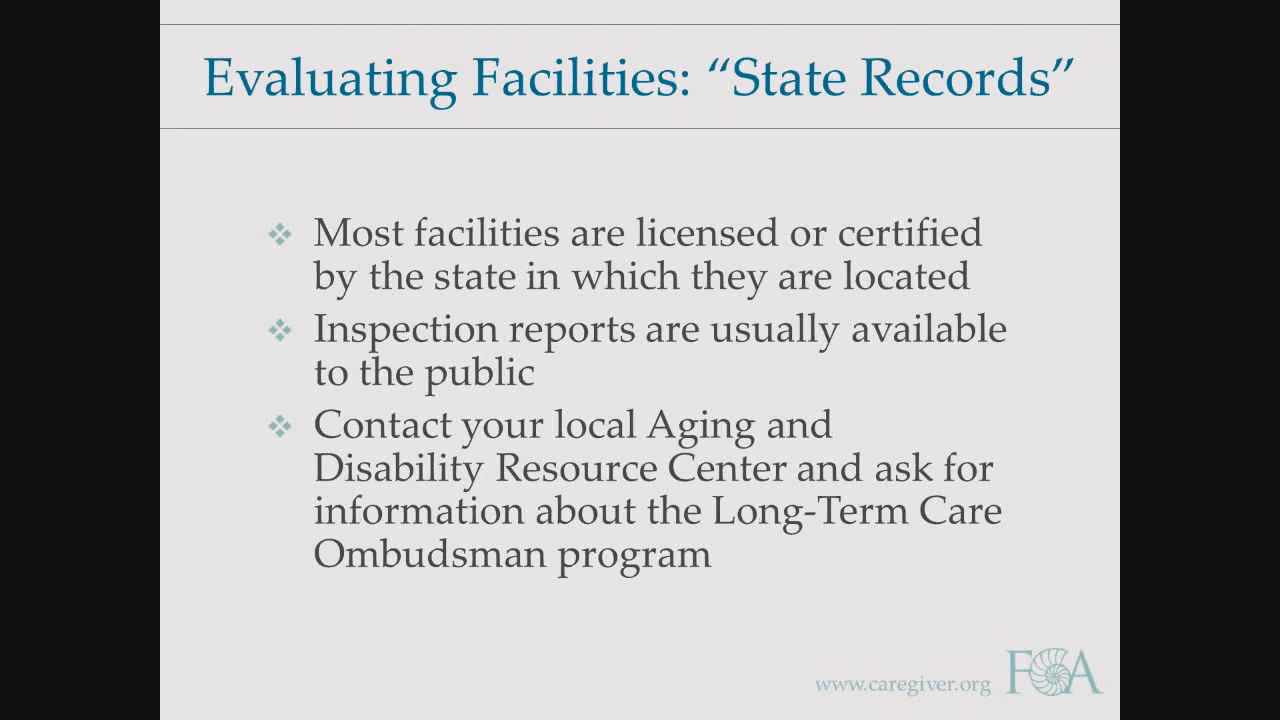 Evaluating Facilities: “State Records”
Most facilities are licensed or certified
by the state in which they are located
Inspection reports are usually available
to the public
Contact your local Aging and
Disability Resource Center and ask for
information about the Long-Term Care
Ombudsman program
www.caregiver.org FCA